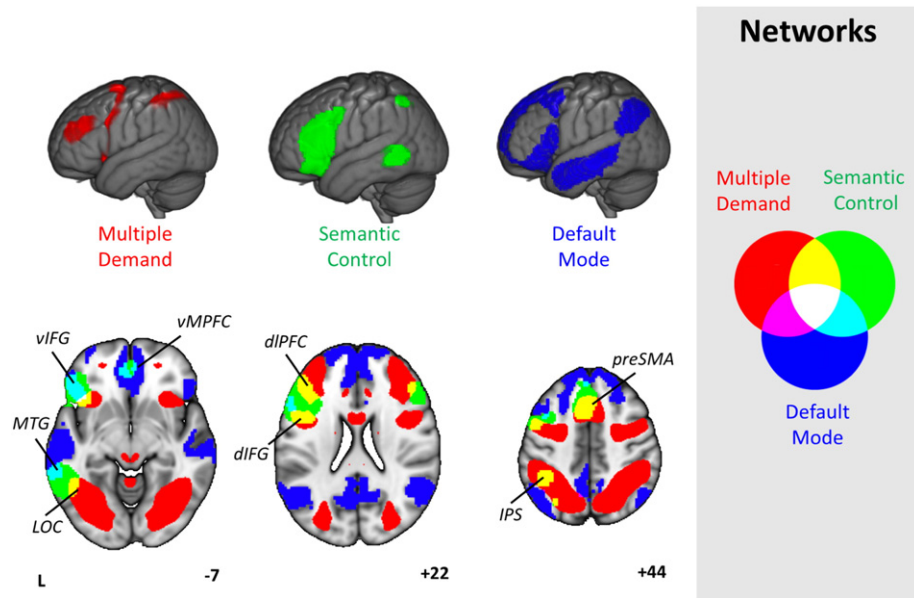 Networks
Multiple
Demand
Semantic
Control
Default
Mode
Multiple
Demand
Semantic
Control
Default
Mode
vIFG
vMPFC
MTG
LOC
dlPFC
dIFG
preSMA
IPS
L
-7
+22
+44